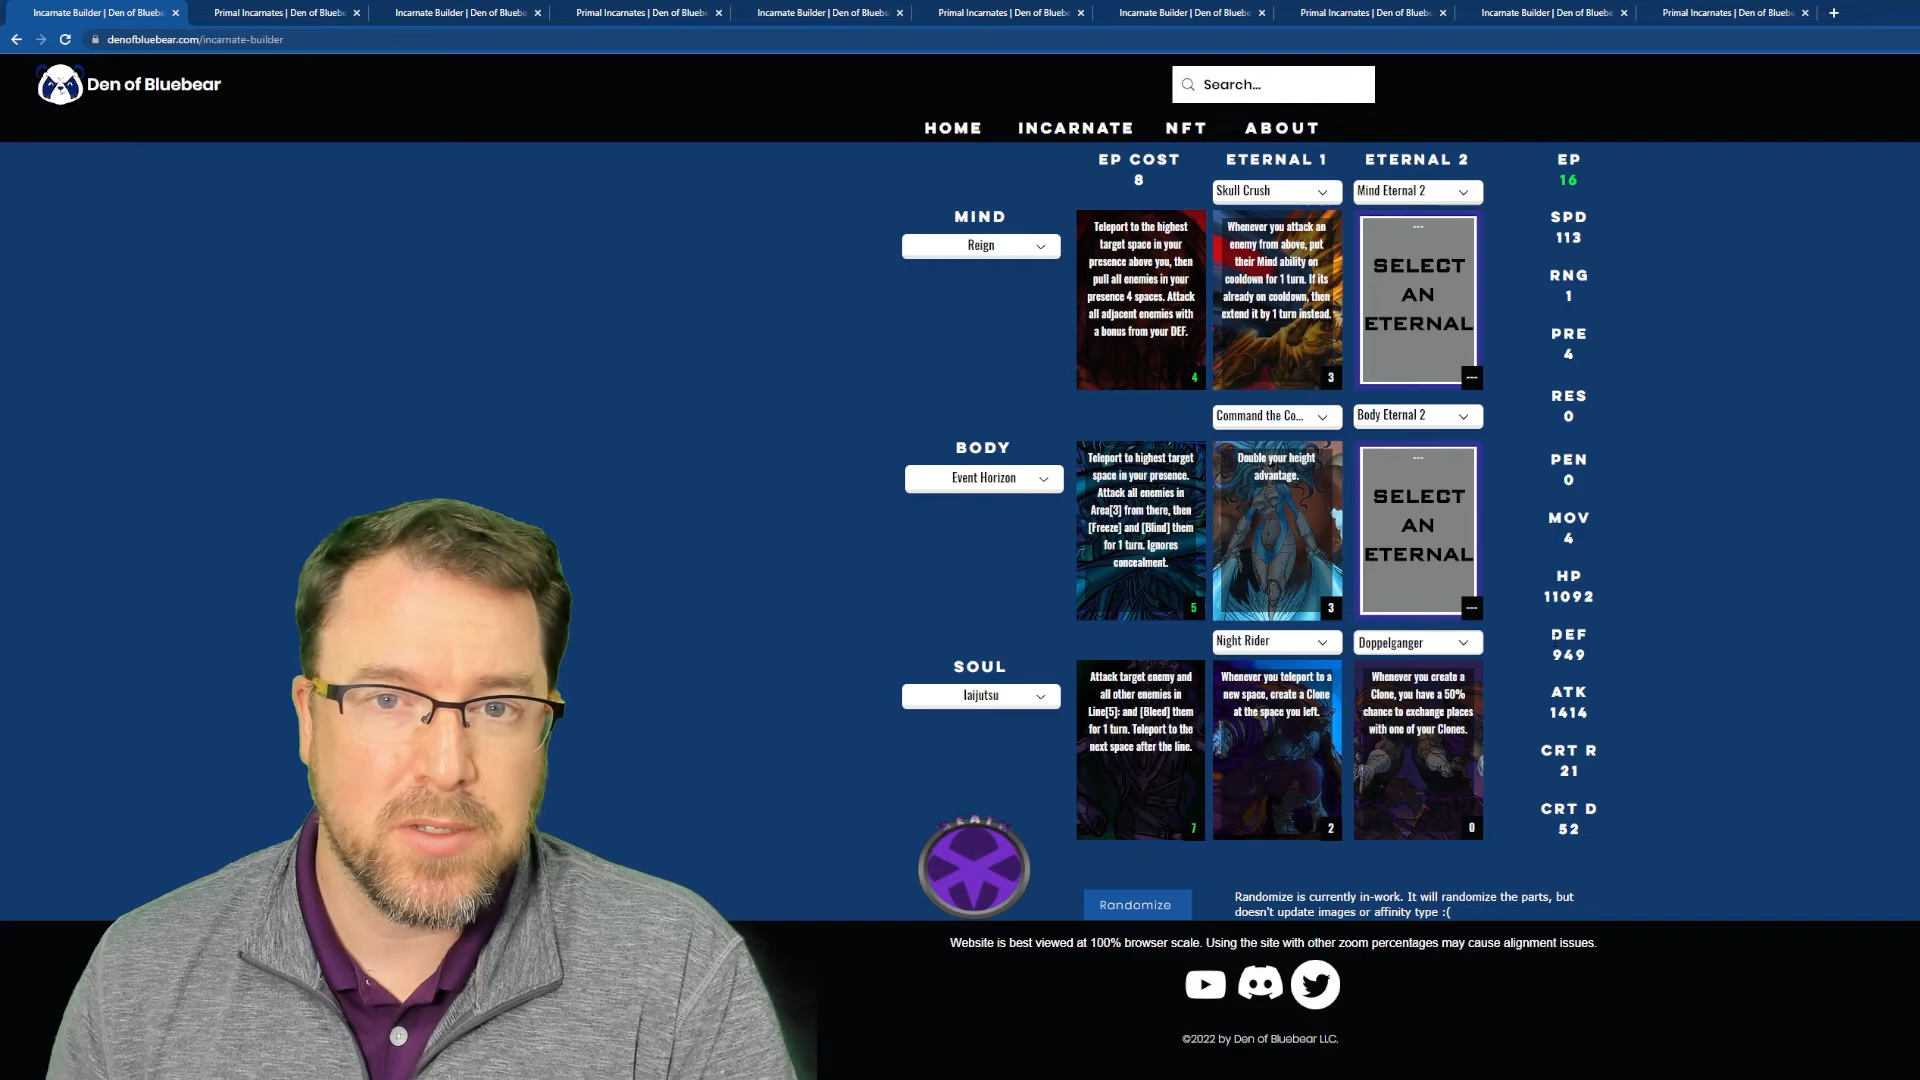 Incarnate Builder | Den of Bluebe
Primal Incarnates | Den of Bluebe
Incarnate Builder | Den of Bluebe
Primal Incarnates | Den of Bluebe
Incarnate Builder | Den of Bluebe
Primal Incarnates | Den of Bluebe
Incarnate Builder | Den of Bluebe
Primal Incarnates | Den of Bluebe
Incarnate Builder | Den of Bluebe
Primal Incarnates | Den of Bluebe
denofbluebear.com/incarnate-builder
Den of Bluebear
Search...
HOME INCARNATE NFT ABOUT
EP COST
8
ETERNAL 1
ETERNAL 2
EP
16
Skull Crush
Mind Eternal 2
MIND
Reign
Teleport to the highest
target space in your
presence above you, then
pull all enemies in your
presence 4 spaces. Attack
all adjacent enemies with
a bonus from your DEF.
4
Whenever you attack an
enemy from above, put
their Mind ability on
cooldown for 1 turn. If its
already on cooldown, then
extend it by 1 turn instead.
3
---
SELECT
AN
ETERNAL
---
SPD
113
RNG
1
PRE
4
RES
0
Command the Co...
Body Eternal 2
BODY
Event Horizon
Teleport to highest target
space in your presence.
Attack all enemies in
Area[3] from there, then
[Freeze] and [Blind] them
for 1 turn. Ignores
concealment.
5
Double your height
advantage.
3
---
SELECT
AN
ETERNAL
---
PEN
0
MOV
4
HP
11092
Night Rider
Doppelganger
SOUL
Iaijutsu
Attack target enemy and
all other enemies in
Line[5]: and [Bleed] them
for 1 turn. Teleport to the
next space after the line.
7
Whenever you teleport to a
new space, create a Clone
at the space you left.
2
Whenever you create a
Clone, you have a 50%
chance to exchange places
with one of your Clones.
0
DEF
949
ATK
1414
CRT R
21
CRT D
52
DEATH
Randomize
Randomize is currently in-work. It will randomize the parts, but
doesn't update images or affinity type :(
Website is best viewed at 100% browser scale. Using the site with other zoom percentages may cause alignment issues.
©2022 by Den of Bluebear LLC.